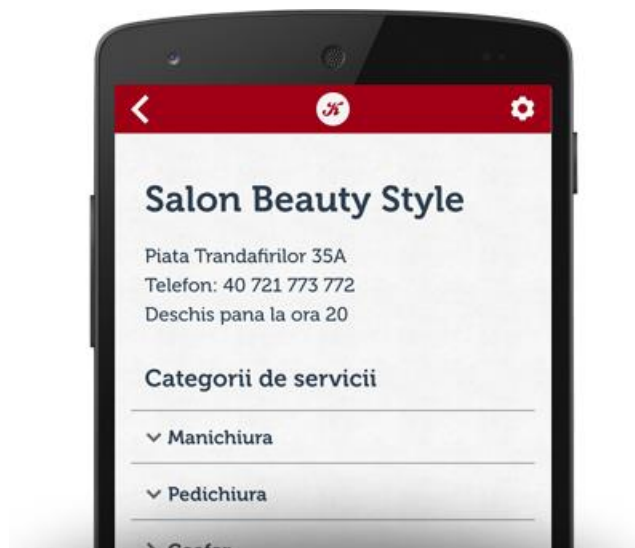 K
Salon Beauty Style
Piata Trandafirilor 35A
Telefon: 40 721 773 772
Deschis pana la ora 20
Categorii de servicii
Manichiura
Pedichiura